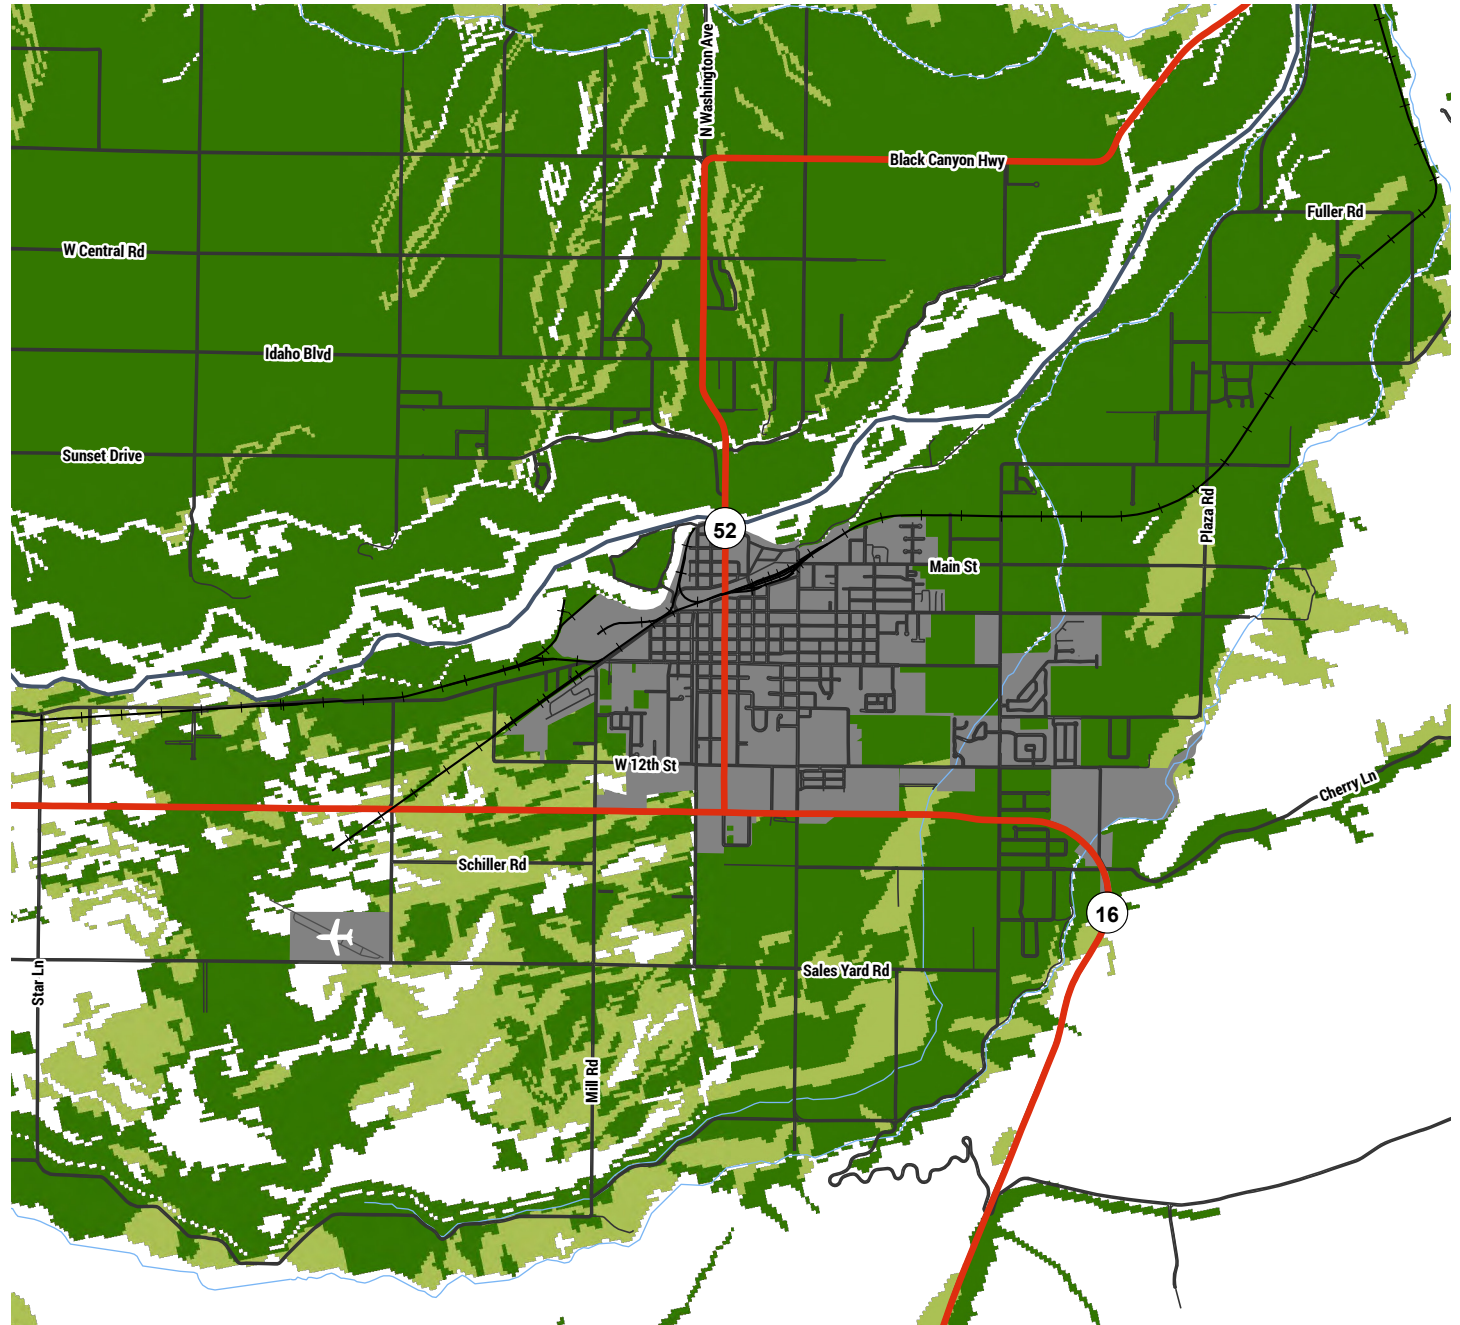 N Washington Ave
Black Canyon Hwy
Fuller Rd
W Central Rd
Idaho Blvd
Sunset Drive
Plaza Rd
52
Main St
W 12th St
Cherry Ln
Schiller Rd
16
Star Ln
Sales Yard Rd
Mill Rd